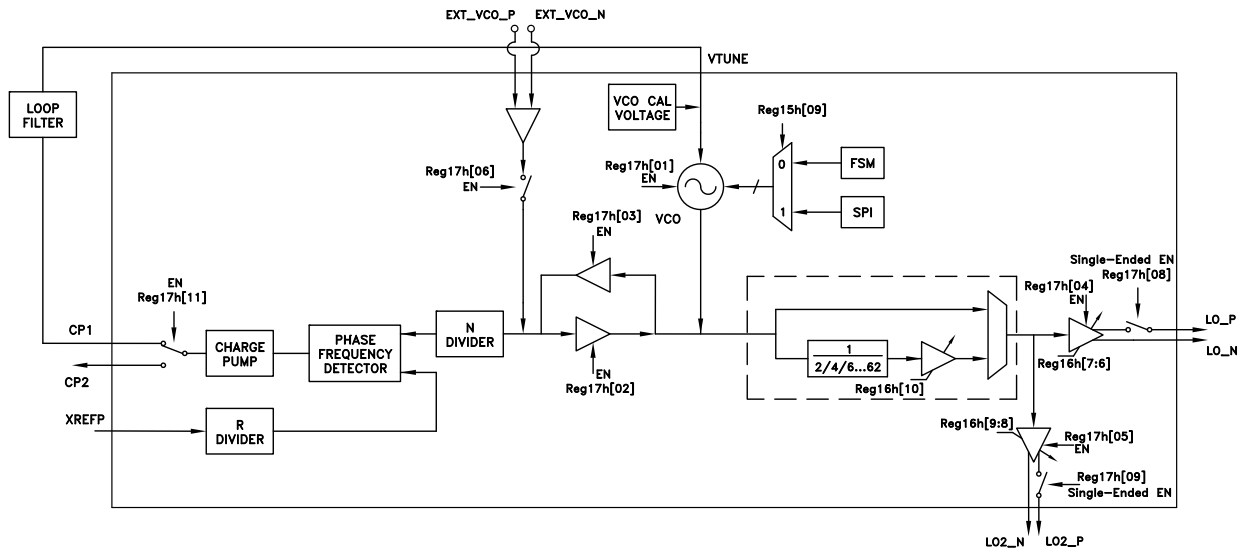 EXT_VCO_P
EXT_VCO_N
VTUNE
LOOP
FILTER
VCO CAL
VOLTAGE
Reg15h[09]
Reg17h[06]
EN
Reg17h[01]
EN
0
1
FSM
SPI
VCO
Reg17h[03]
EN
Single-Ended EN
Reg17h[08]
Reg17h[04]
EN
EN
Reg17h[11]
CP1
CP2
CHARGE
PUMP
PHASE
FREQUENCY
DETECTOR
N
DIVIDER
EN
Reg17h[02]
1
2/4/6...62
Reg16h[10]
Reg16h[7:6]
LO_P
LO_N
XREFP
R
DIVIDER
Reg16h[9:8]
Reg17h[05]
EN
Reg17h[09]
Single-Ended EN
LO2_N
LO2_P